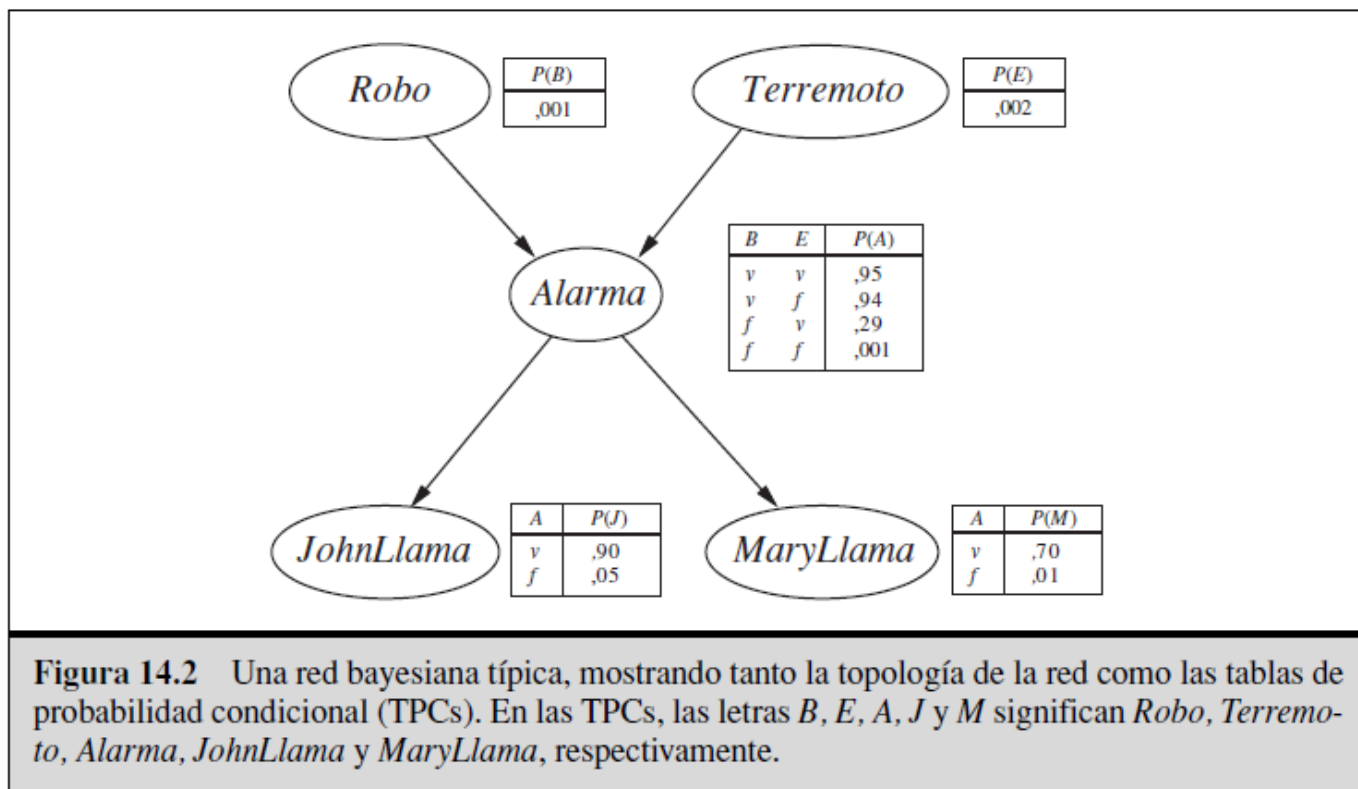 Robo
P(B)
,001
Terremoto
P(E)
,002
Alarma
B E P(A)
v v ,95
v f ,94
f v ,29
f f ,001
JohnLlama
A P(J)
v ,90
f ,05
MaryLlama
A P(M)
v ,70
f ,01
Figura 14.2 Una red bayesiana típica, mostrando tanto la topología de la red como las tablas de
probabilidad condicional (TPCs). En las TPCs, las letras B, E, A, J y M significan Robo, Terremo-
to, Alarma, JohnLlama y MaryLlama, respectivamente.